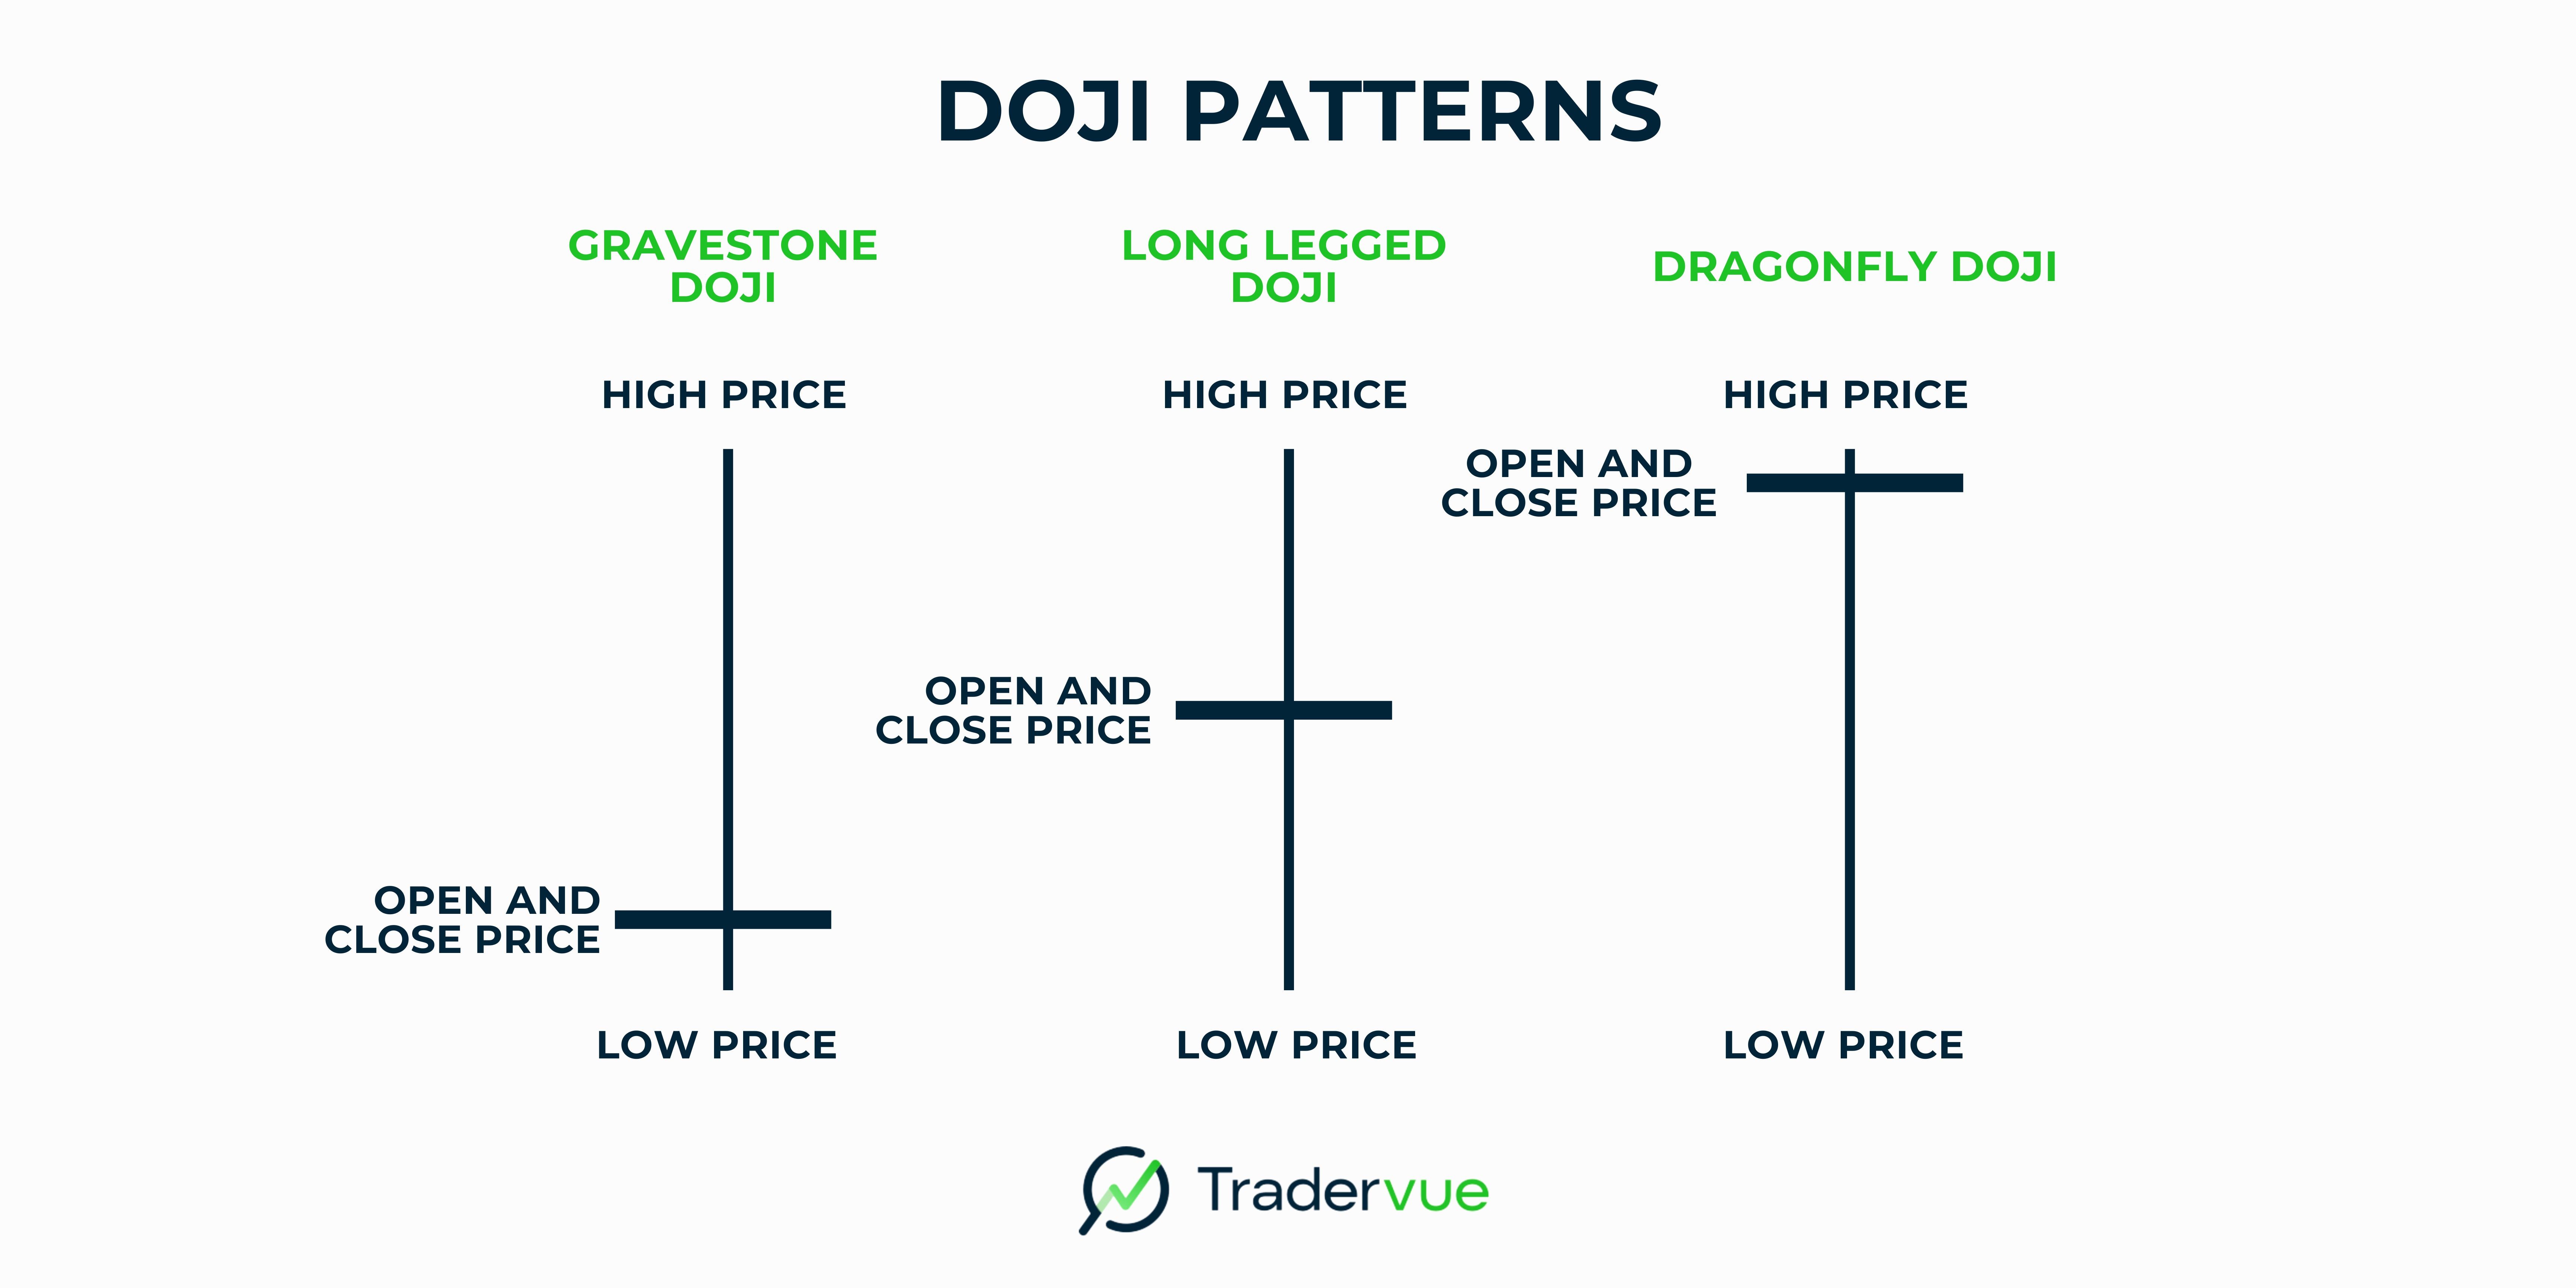 DOJI PATTERNS
GRAVESTONE
DOJI
HIGH PRICE
OPEN AND
CLOSE PRICE
LOW PRICE
LONG LEGGED
DOJI
HIGH PRICE
OPEN AND
CLOSE PRICE
LOW PRICE
DRAGONFLY DOJI
HIGH PRICE
OPEN AND
CLOSE PRICE
LOW PRICE
Tradervue